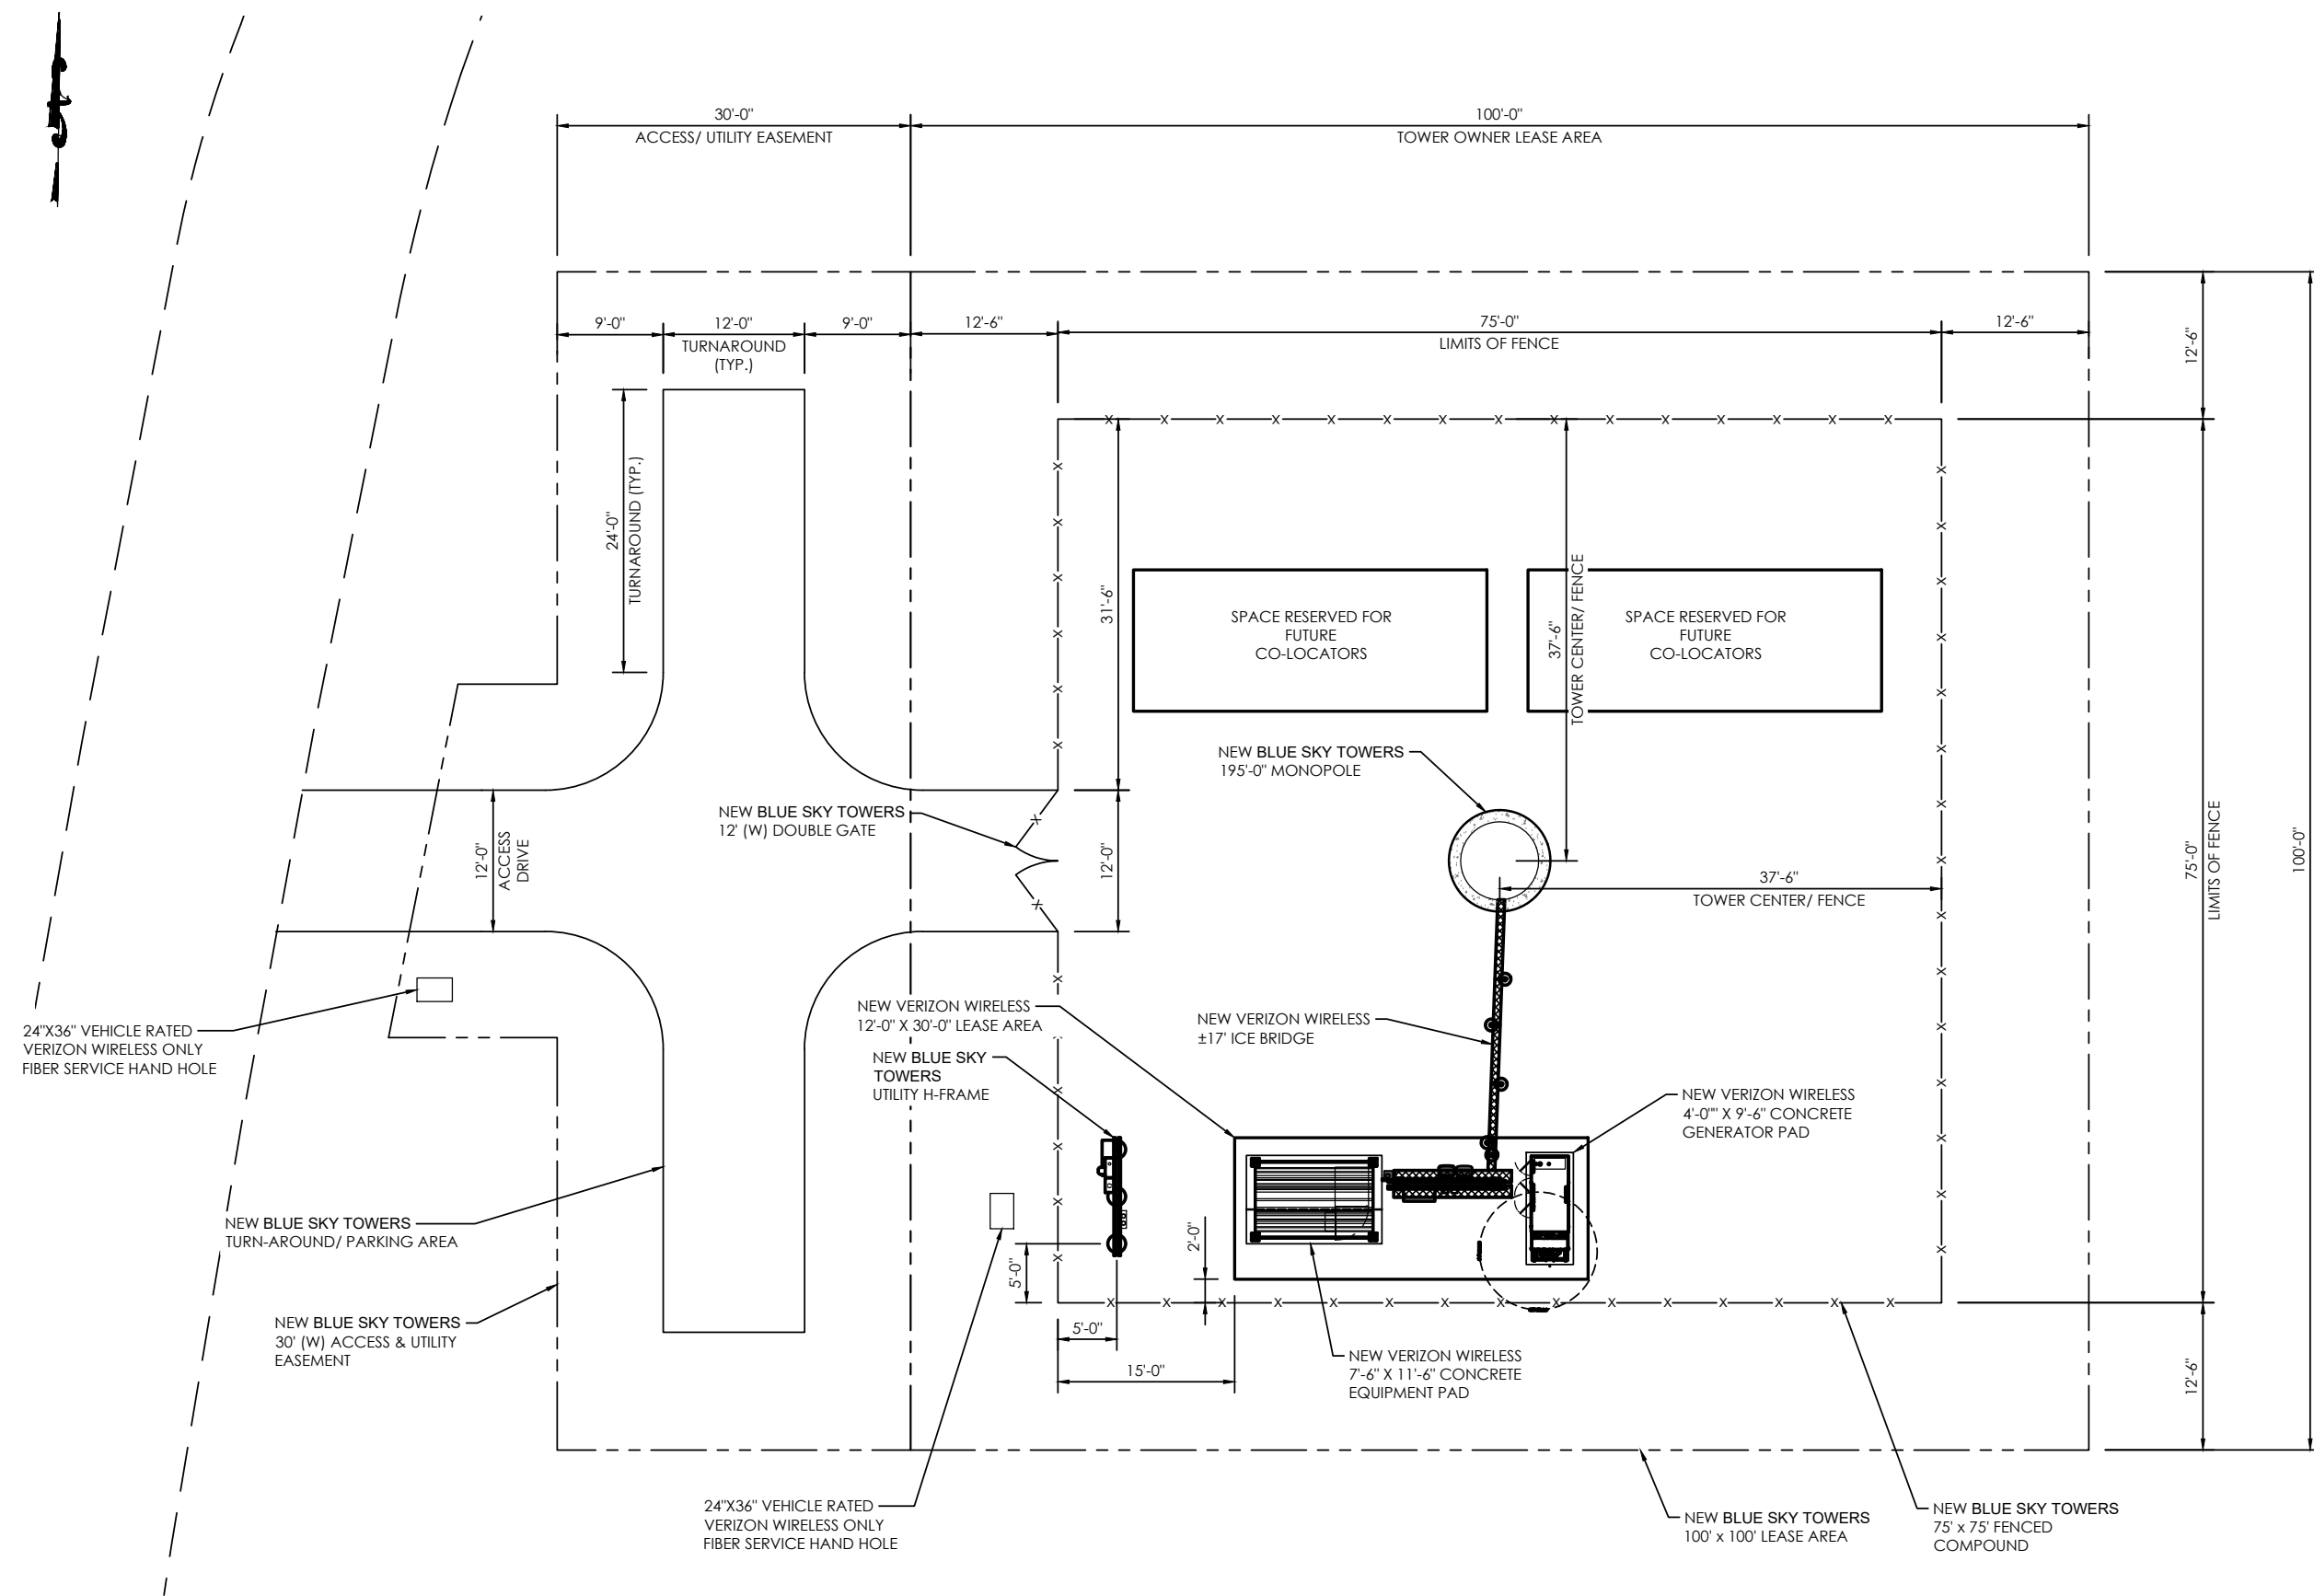 30'-0"
ACCESS/ UTILITY EASEMENT
100'-0"
TOWER OWNER LEASE AREA
9'-0"
12'-0"
TURNAROUND
(TYP.)
9'-0"
12'-6"
75'-0"
LIMITS OF FENCE
12'-6"
12'-6"
24'-0"
TURNAROUND (TYP.)
31'-6"
SPACE RESERVED FOR
FUTURE
CO-LOCATORS
37'-6"
TOWER CENTER/ FENCE
SPACE RESERVED FOR
FUTURE
CO-LOCATORS
NEW BLUE SKY TOWERS
195'-0" MONOPOLE
NEW BLUE SKY TOWERS
12' (W) DOUBLE GATE
12'-0"
ACCESS
DRIVE
12'-0"
37'-6"
TOWER CENTER/ FENCE
75'-0"
LIMITS OF FENCE
100'-0"
24"X36" VEHICLE RATED
VERIZON WIRELESS ONLY
FIBER SERVICE HAND HOLE
NEW VERIZON WIRELESS
12'-0" X 30'-0" LEASE AREA
NEW VERIZON WIRELESS
±17' ICE BRIDGE
NEW BLUE SKY
TOWERS
UTILITY H-FRAME
NEW VERIZON WIRELESS
4'-0"" X 9'-6" CONCRETE
GENERATOR PAD
NEW BLUE SKY TOWERS
TURN-AROUND/ PARKING AREA
5'-0"
2'-0"
NEW BLUE SKY TOWERS
30' (W) ACCESS & UTILITY
EASEMENT
5'-0"
15'-0"
NEW VERIZON WIRELESS
7'-6" X 11'-6" CONCRETE
EQUIPMENT PAD
12'-6"
24"X36" VEHICLE RATED
VERIZON WIRELESS ONLY
FIBER SERVICE HAND HOLE
NEW BLUE SKY TOWERS
100' x 100' LEASE AREA
NEW BLUE SKY TOWERS
75' x 75' FENCED
COMPOUND